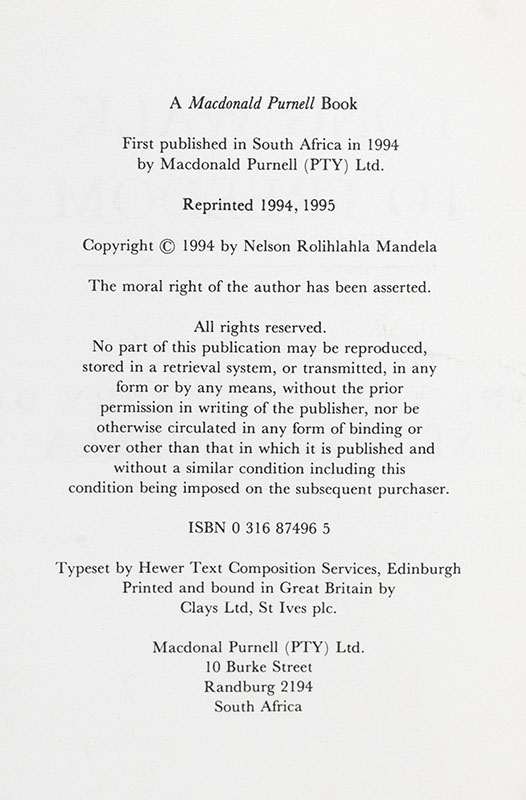 A Macdonald Purnell Book
First published in South Africa in 1994
by Macdonald Purnell (PTY) Ltd.
Reprinted 1994, 1995
Copyright © 1994 by Nelson Rolihlahla Mandela
The moral right of the author has been asserted.
All rights reserved.
No part of this publication may be reproduced,
stored in a retrieval system, or transmitted, in any
form or by any means, without the prior
permission in writing of the publisher, nor be
otherwise circulated in any form of binding or
cover other than that in which it is published and
without a similar condition including this
condition being imposed on the subsequent purchaser.
ISBN 0 316 87496 5
Typeset by Hewer Text Composition Services, Edinburgh
Printed and bound in Great Britain by
Clays Ltd, St Ives plc.
Macdonal Purnell (PTY) Ltd.
10 Burke Street
Randburg 2194
South Africa